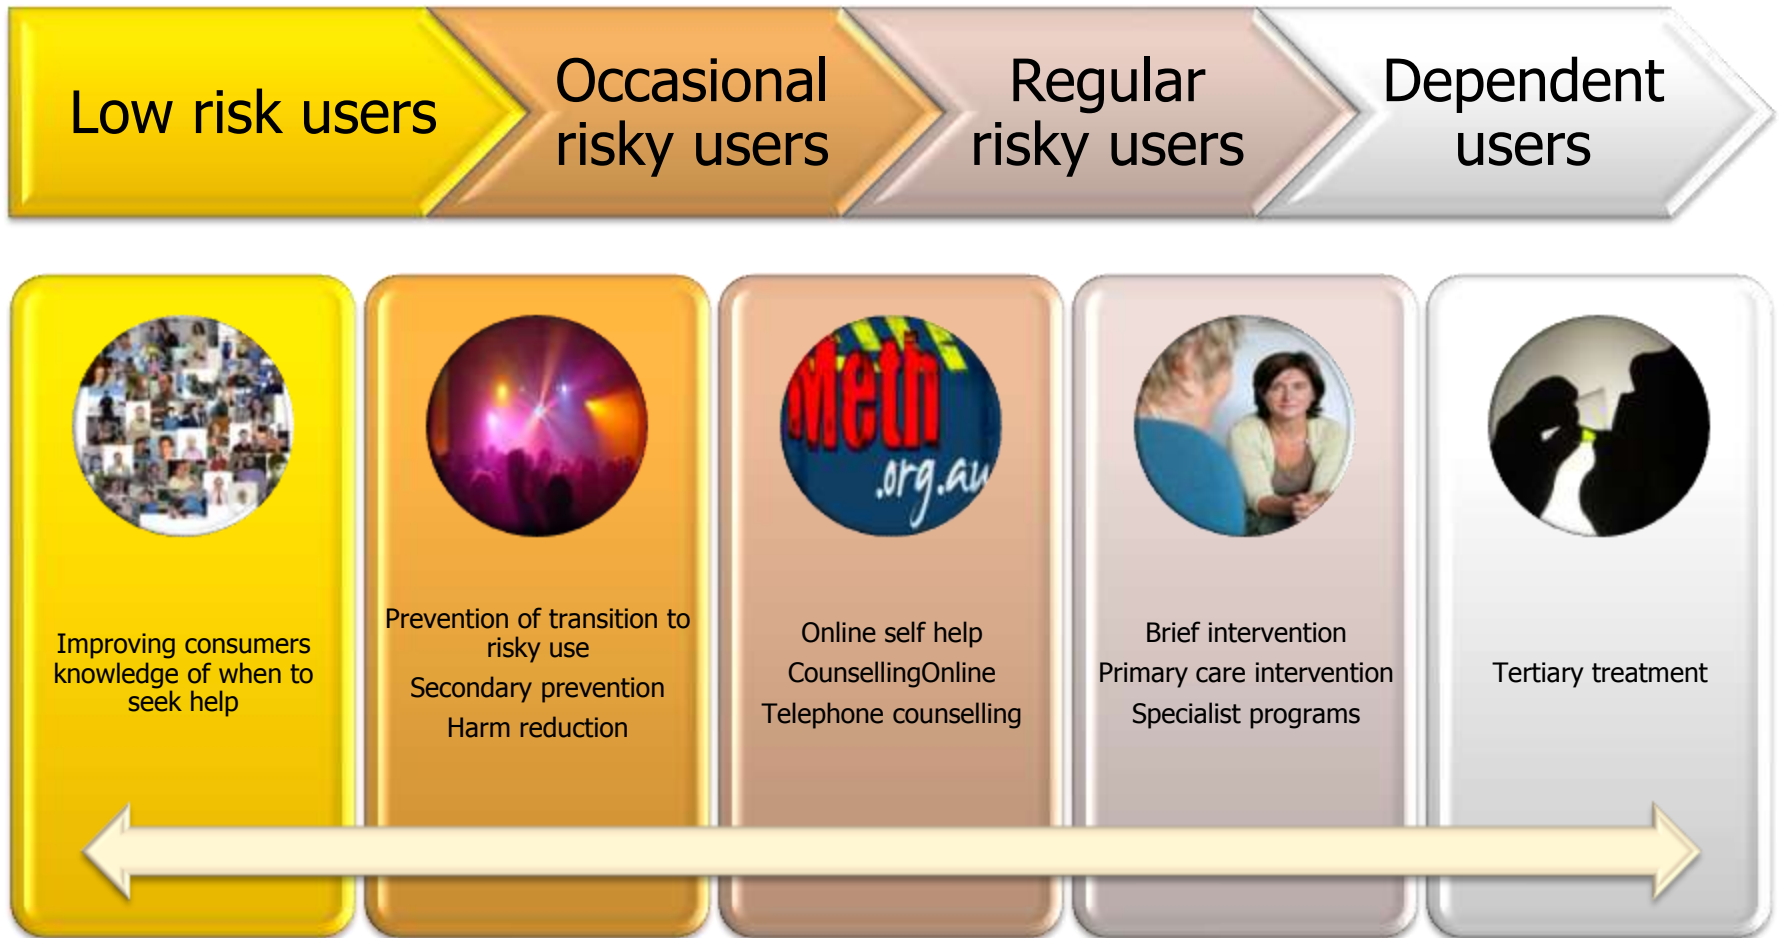 Low risk users
Occasional
risky users
Regular
risky users
Dependent
users
Improving consumers
knowledge of when to
seek help
Prevention of transition to
risky use
Secondary prevention
Harm reduction
Meth
.org.au
Online self help
CounsellingOnline
Telephone counselling
Brief intervention
Primary care intervention
Specialist programs
Tertiary treatment